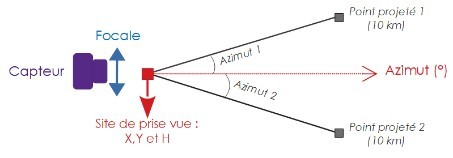 Point projeté 1
(10 km)
Focale
Azimut 1
Capteur
Azimut (°)
Azimut 2
Site de prise vue :
X,Y et H
Point projeté 2
(10 km)